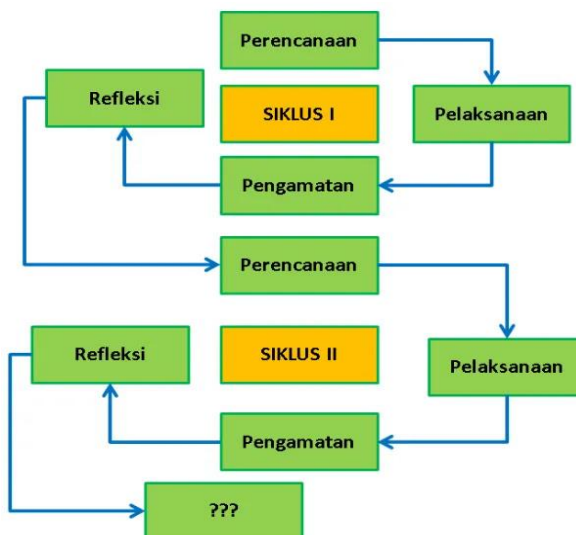 Perencanaan
Refleksi
SIKLUS I
Pelaksanaan
Pengamatan
Perencanaan
Refleksi
SIKLUS II
Pelaksanaan
Pengamatan
???